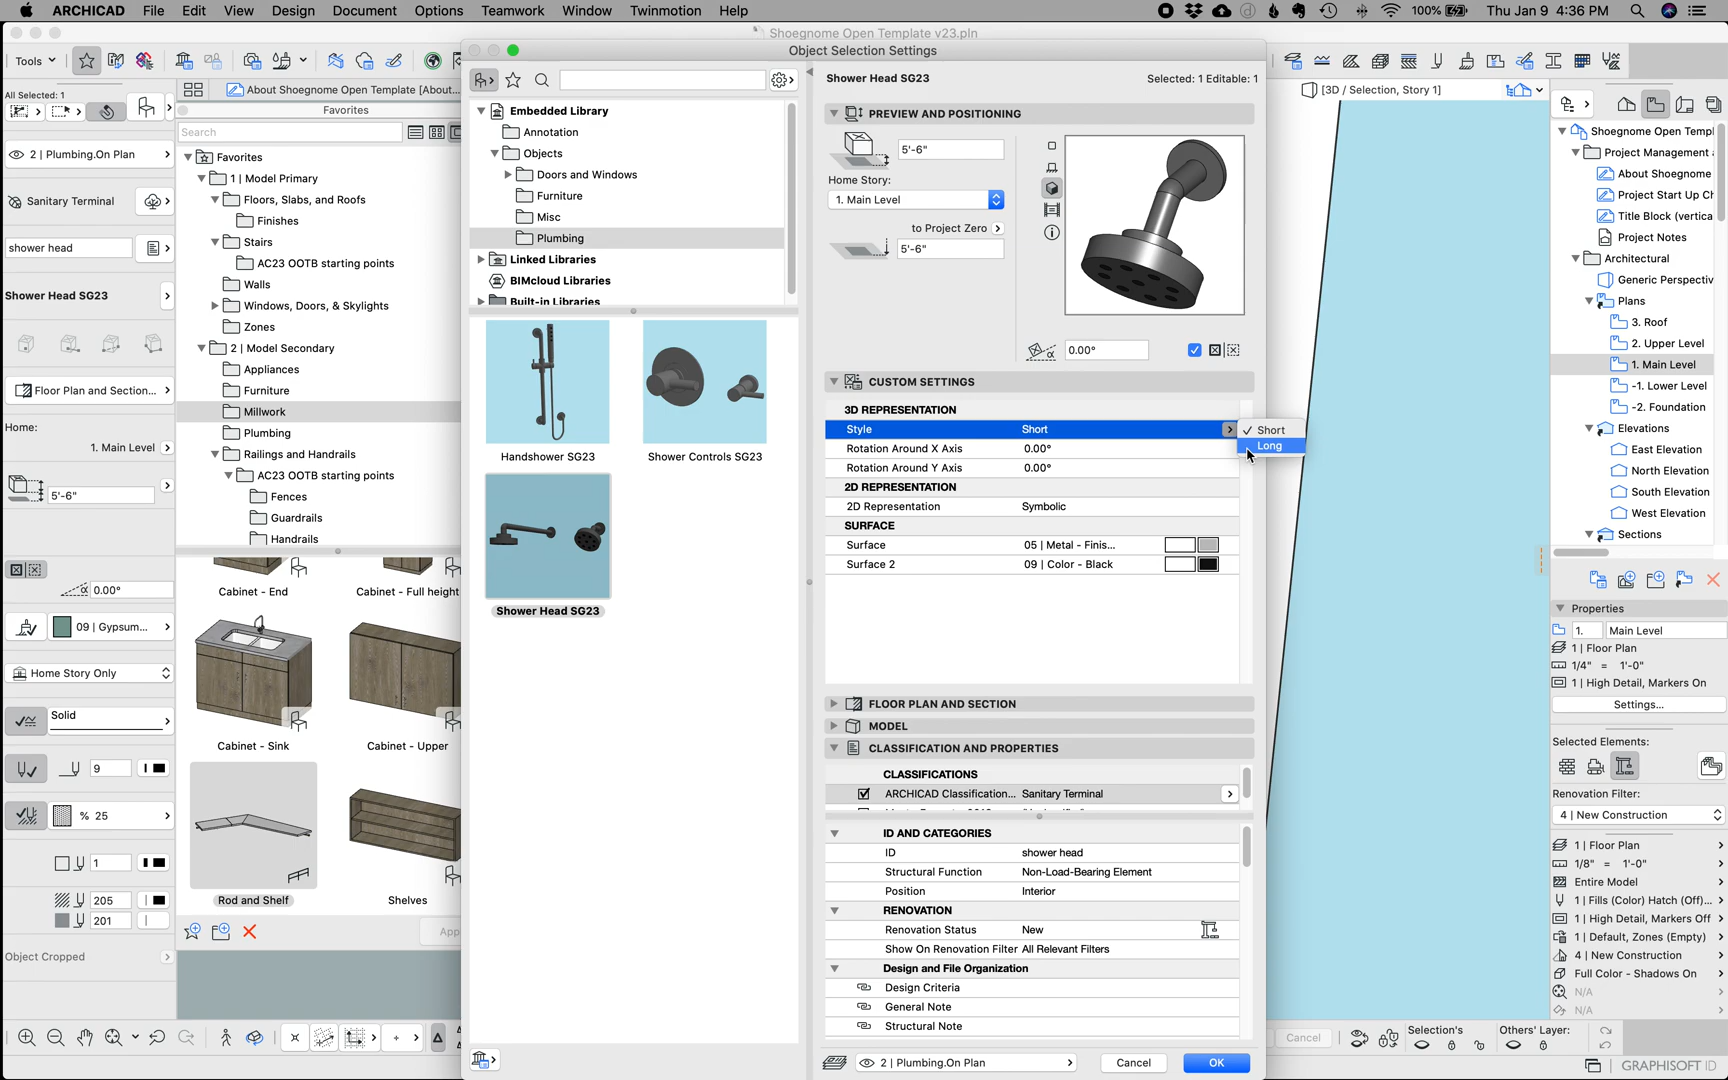 ARCHICAD File Edit View Design Document Options Teamwork Window Twinmotion Help
100% Thu Jan 9 4:36 PM
Shoegnome Open Template v23.pln
Object Selection Settings
Tools
All Selected: 1
2 | Plumbing.On Plan
Sanitary Terminal
shower head
Shower Head SG23
Floor Plan and Section...
Home:
1. Main Level
5'-6"
0.00°
09 | Gypsum...
Home Story Only
Solid
9
% 25
1
205
201
Object Cropped
About Shoegnome Open Template [About...
Favorites
Search
Favorites
1 | Model Primary
Floors, Slabs, and Roofs
Finishes
Stairs
AC23 OOTB starting points
Walls
Windows, Doors, & Skylights
Zones
2 | Model Secondary
Appliances
Furniture
Millwork
Plumbing
Railings and Handrails
AC23 OOTB starting points
Fences
Guardrails
Handrails
Cabinet - End
Cabinet - Full height
Cabinet - Sink
Cabinet - Upper
Rod and Shelf
Shelves
App
Embedded Library
Annotation
Objects
Doors and Windows
Furniture
Misc
Plumbing
Linked Libraries
BIMcloud Libraries
Built-in Libraries
Handshower SG23
Shower Controls SG23
Shower Head SG23
Shower Head SG23
Selected: 1 Editable: 1
PREVIEW AND POSITIONING
5'-6"
Home Story:
1. Main Level
to Project Zero
5'-6"
0.00°
CUSTOM SETTINGS
3D REPRESENTATION
Style Short
Short
Long
Rotation Around X Axis 0.00°
Rotation Around Y Axis 0.00°
2D REPRESENTATION
2D Representation Symbolic
SURFACE
Surface 05 | Metal - Finis...
Surface 2 09 | Color - Black
FLOOR PLAN AND SECTION
MODEL
CLASSIFICATION AND PROPERTIES
CLASSIFICATIONS
ARCHICAD Classification... Sanitary Terminal
ID AND CATEGORIES
ID shower head
Structural Function Non-Load-Bearing Element
Position Interior
RENOVATION
Renovation Status New
Show On Renovation Filter All Relevant Filters
Design and File Organization
Design Criteria
General Note
Structural Note
2 | Plumbing.On Plan
Cancel
OK
[3D / Selection, Story 1]
Shoegnome Open Templ
Project Management
About Shoegnome
Project Start Up Ch
Title Block (vertica
Project Notes
Architectural
Generic Perspectiv
Plans
3. Roof
2. Upper Level
1. Main Level
-1. Lower Level
-2. Foundation
Elevations
East Elevation
North Elevation
South Elevation
West Elevation
Sections
Properties
1. Main Level
1 | Floor Plan
1/4" = 1'-0"
1 | High Detail, Markers On
Settings...
Selected Elements:
Renovation Filter:
4 | New Construction
1 | Floor Plan
1/8" = 1'-0"
Entire Model
1 | Fills (Color) Hatch (Off)...
1 | High Detail, Markers Off
1 | Default, Zones (Empty)
4 | New Construction
Full Color - Shadows On
N/A
N/A
Cancel
Selection's
Others' Layer:
GRAPHISOFT ID